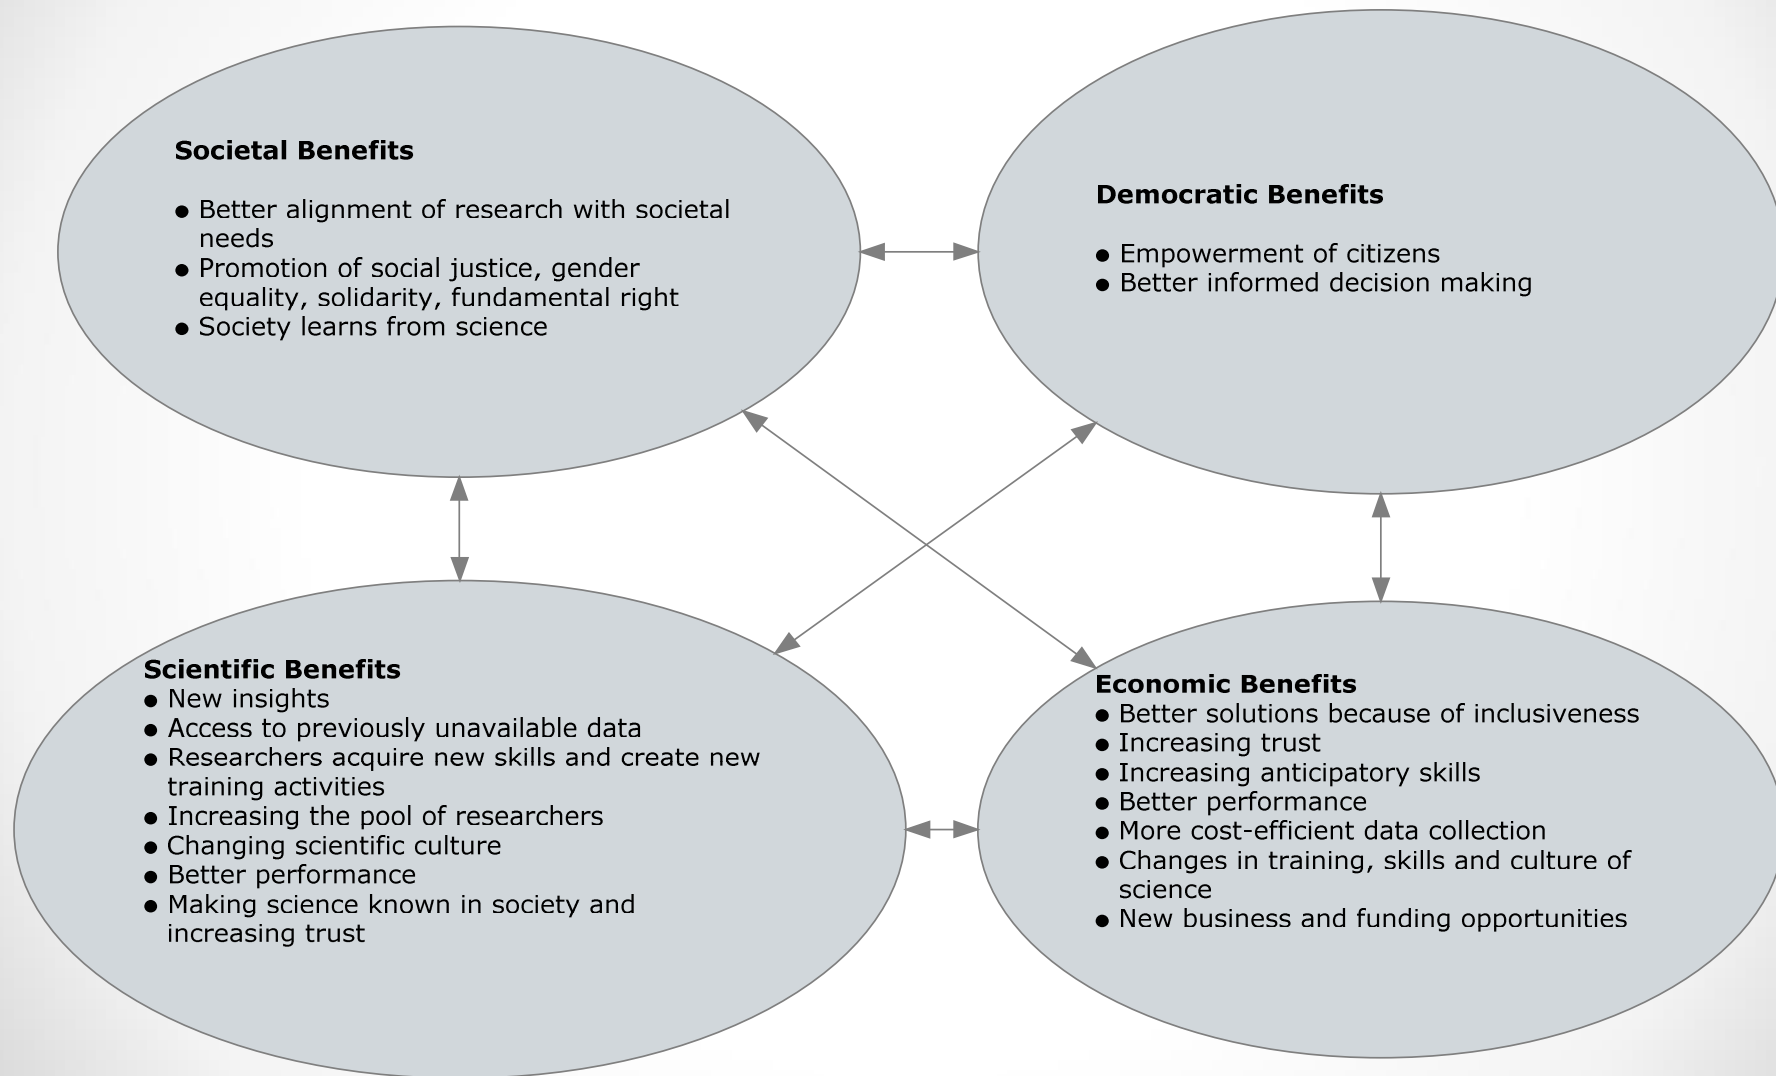 Societal Benefits
● Better alignment of research with societal
needs
● Promotion of social justice, gender
equality, solidarity, fundamental right
● Society learns from science
Democratic Benefits
● Empowerment of citizens
● Better informed decision making
Scientific Benefits
● New insights
● Access to previously unavailable data
● Researchers acquire new skills and create new
training activities
● Increasing the pool of researchers
● Changing scientific culture
● Better performance
● Making science known in society and
increasing trust
Economic Benefits
● Better solutions because of inclusiveness
● Increasing trust
● Increasing anticipatory skills
● Better performance
● More cost-efficient data collection
● Changes in training, skills and culture of
science
● New business and funding opportunities